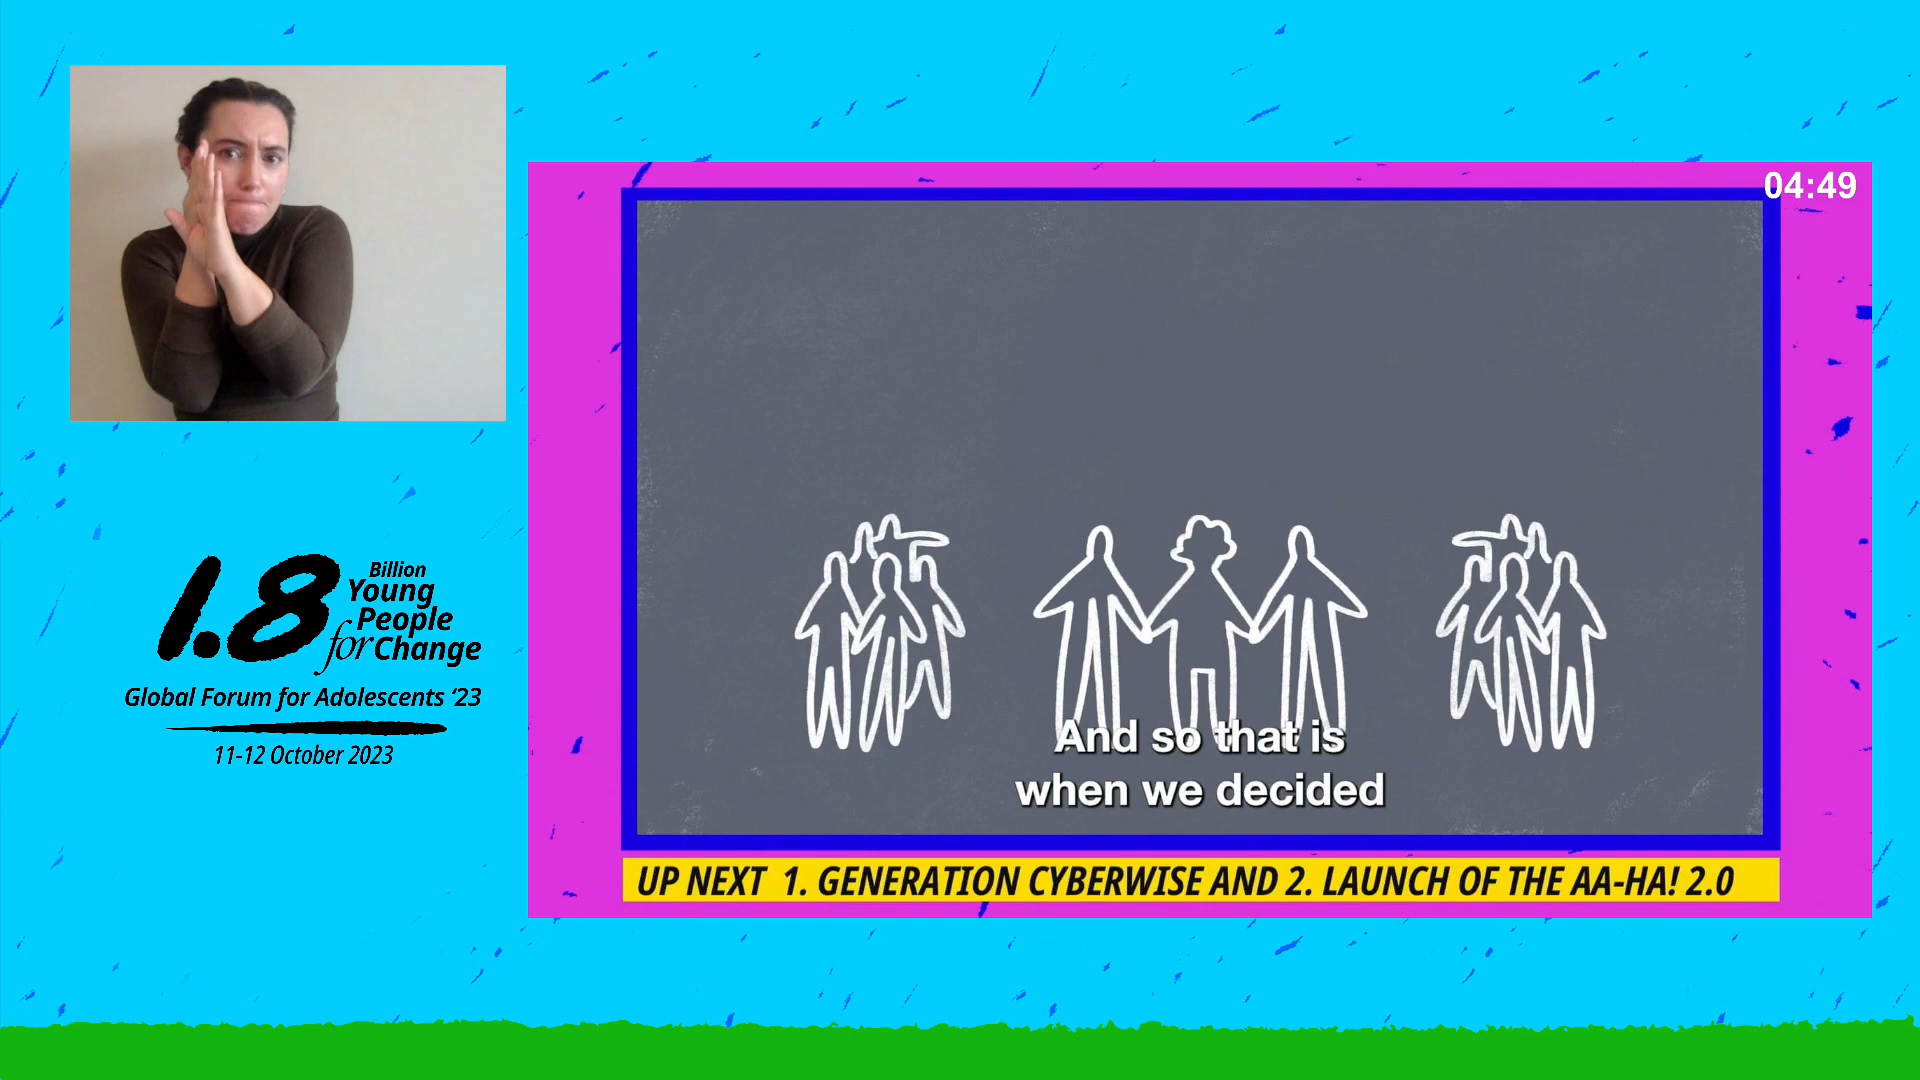 04:49
1.8
Billion
Young
People
for Change
Global Forum for Adolescents ‘23
11-12 October 2023
And so that is
when we decided
UP NEXT 1. GENERATION CYBERWISE AND 2. LAUNCH OF THE AA-HA! 2.0